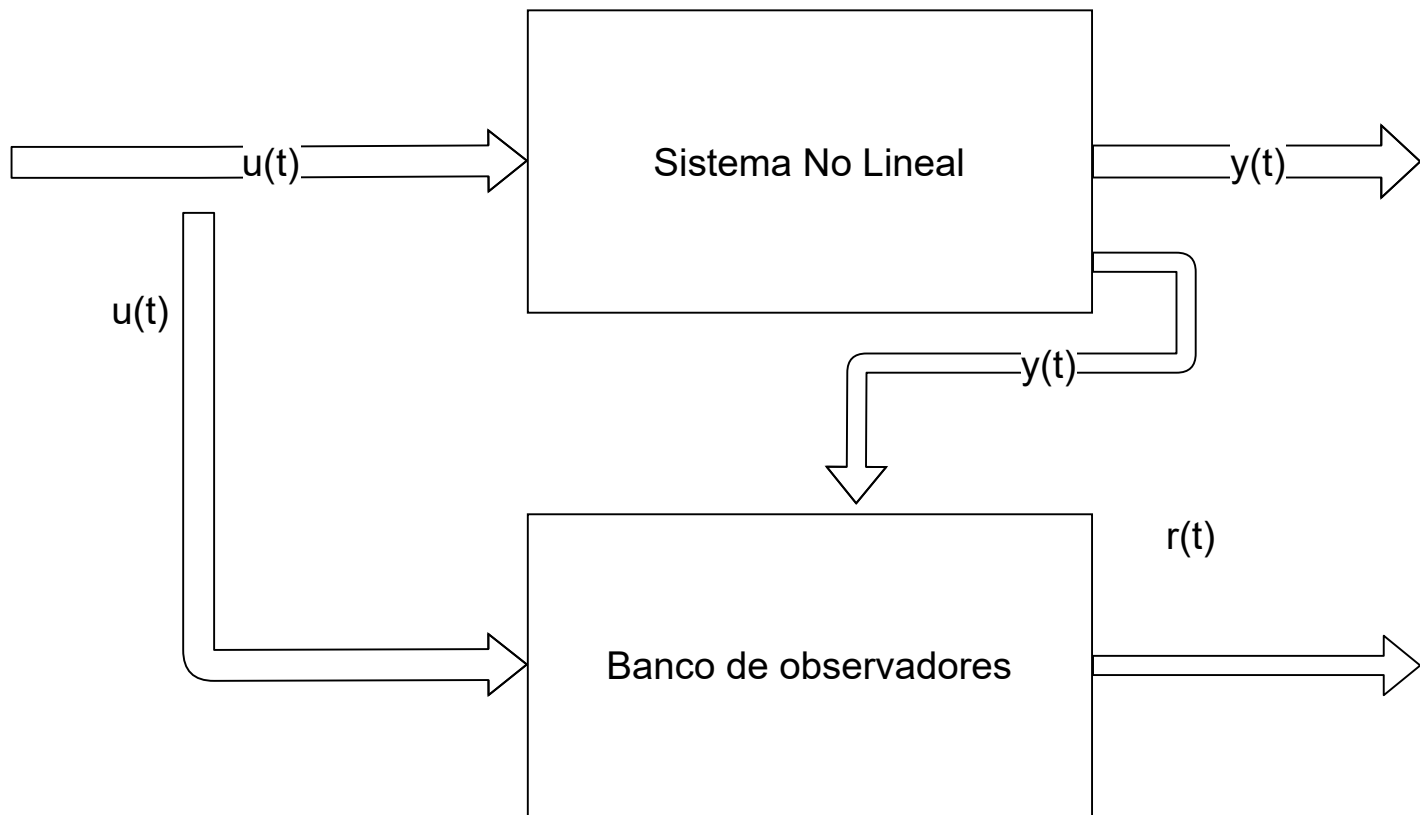 u(t)
Sistema No Lineal
y(t)
u(t)
y(t)
r(t)
Banco de observadores